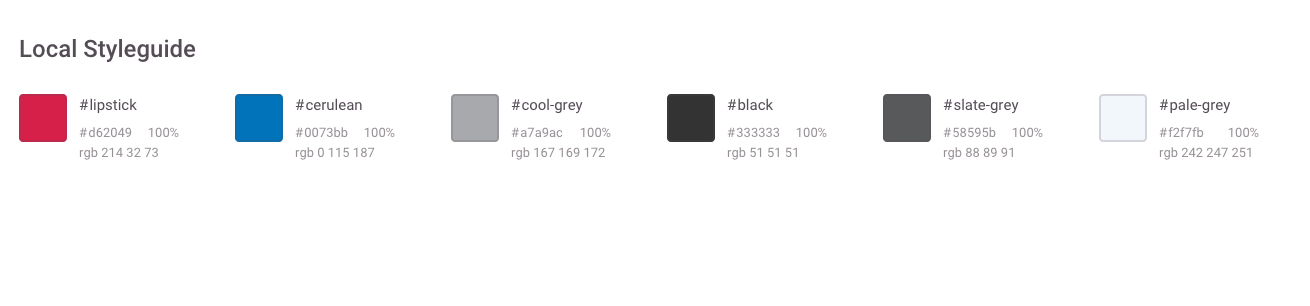 Local Styleguide
#lipstick
#d62049 100%
rgb 214 32 73
#cerulean
#0073bb 100%
rgb 0 115 187
#cool-grey
#a7a9ac 100%
rgb 167 169 172
#black
#333333 100%
rgb 51 51 51
#slate-grey
#58595b 100%
rgb 88 89 91
#pale-grey
#f2f7fb 100%
rgb 242 247 251